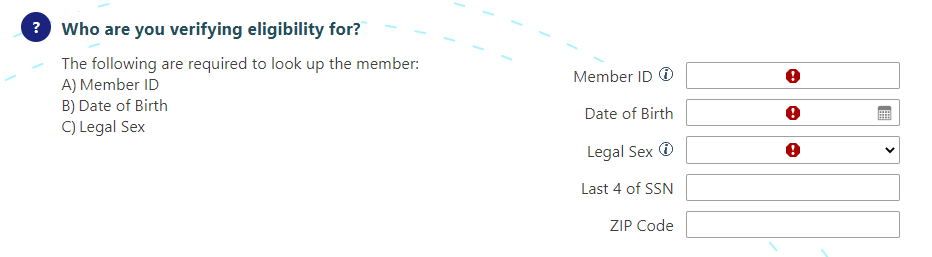 ? Who are you verifying eligibility for?
The following are required to look up the member:
A) Member ID
B) Date of Birth
C) Legal Sex
Member ID i !
Date of Birth !
Legal Sex i !
Last 4 of SSN
ZIP Code